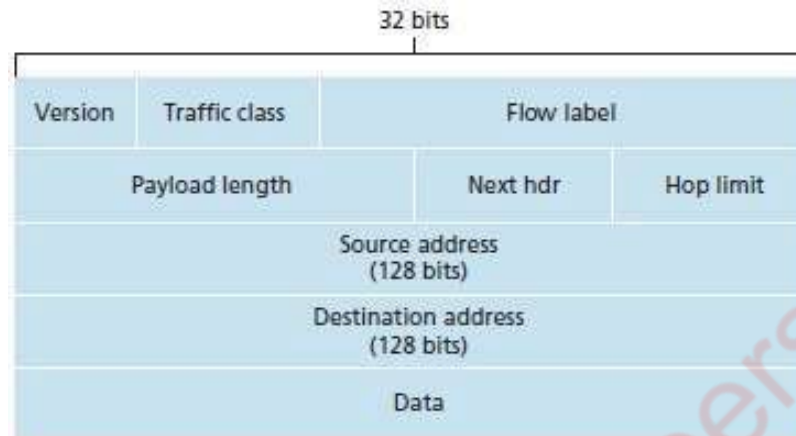 32 bits
Version Traffic class Flow label
Payload length Next hdr Hop limit
Source address
(128 bits)
Destination address
(128 bits)
Data
ers